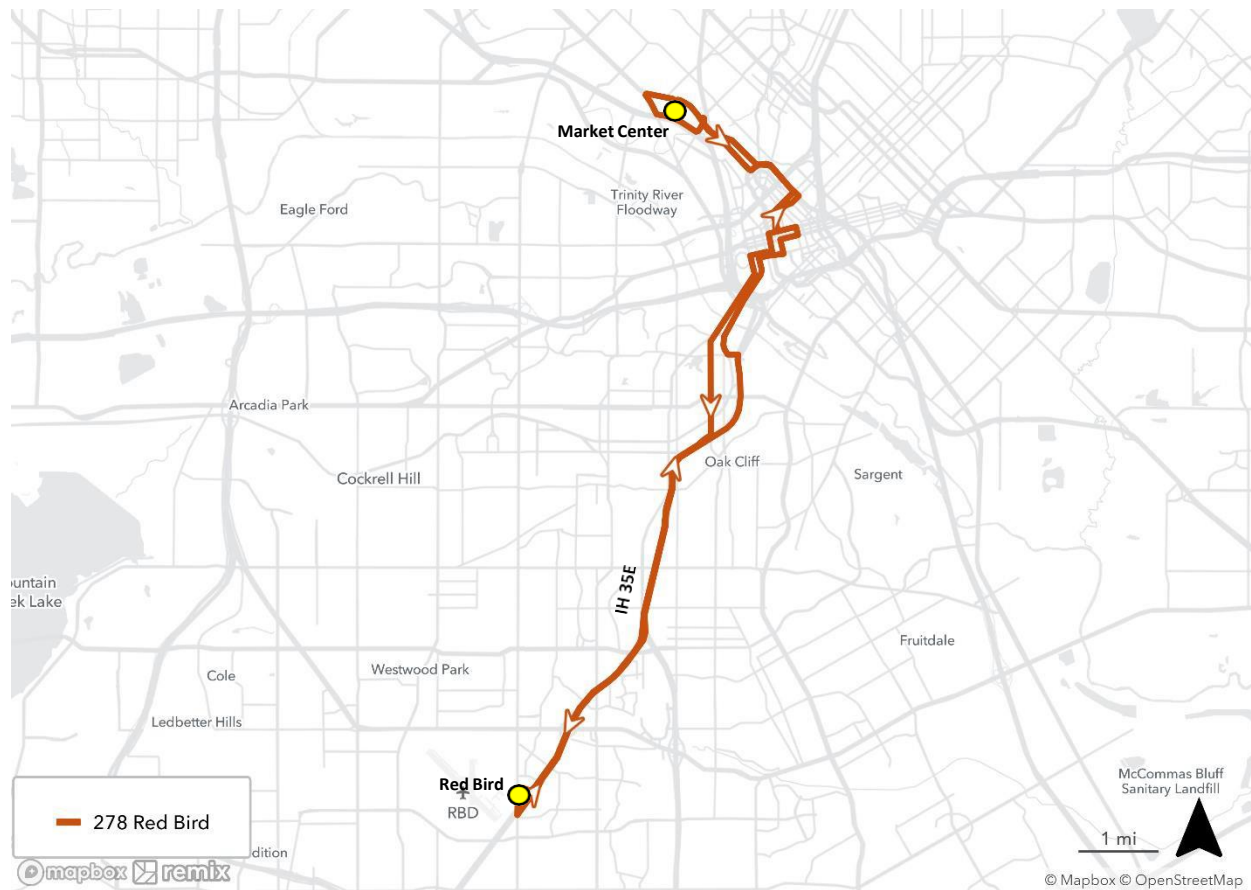 Market Center
Trinity River
Floodway
Eagle Ford
Arcadia Park
Oak Cliff
Cockrell Hill
Sargent
IH 35E
ountain
ek Lake
Fruitdale
Westwood Park
Cole
Ledbetter Hills
McCommas Bluff
Sanitary Landfill
Red Bird
RBD
278 Red Bird
1 mi
dition
mapbox remix
© Mapbox © OpenStreetMap